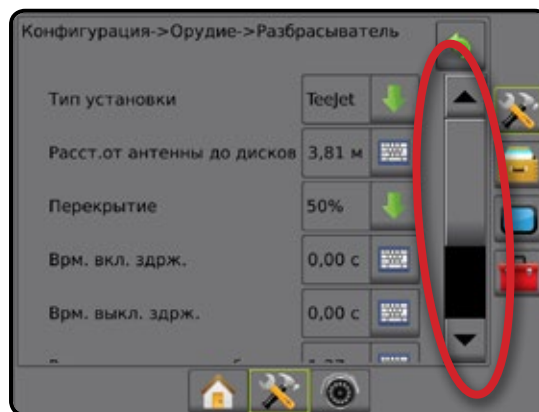 Конфигурация->Орудие->Разбрасыватель
Тип установки TeeJet
Расст.от антенны до дисков 3,81 м
Перекрытие 50%
Врм. вкл. здрж. 0,00 с
Врм. выкл. здрж. 0,00 с